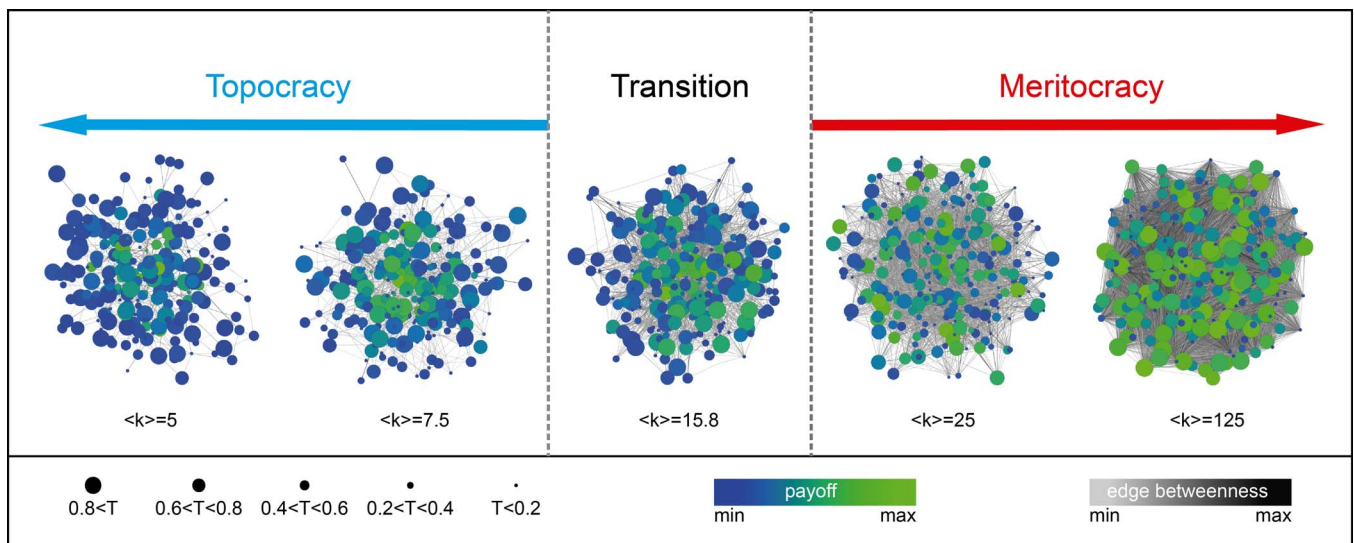 Topocracy
Transition
Meritocracy
<k>=5
<k>=7.5
<k>=15.8
<k>=25
<k>=125
0.8<T
0.6<T<0.8
0.4<T<0.6
0.2<T<0.4
T<0.2
payoff
min
max
edge betweenness
min
max